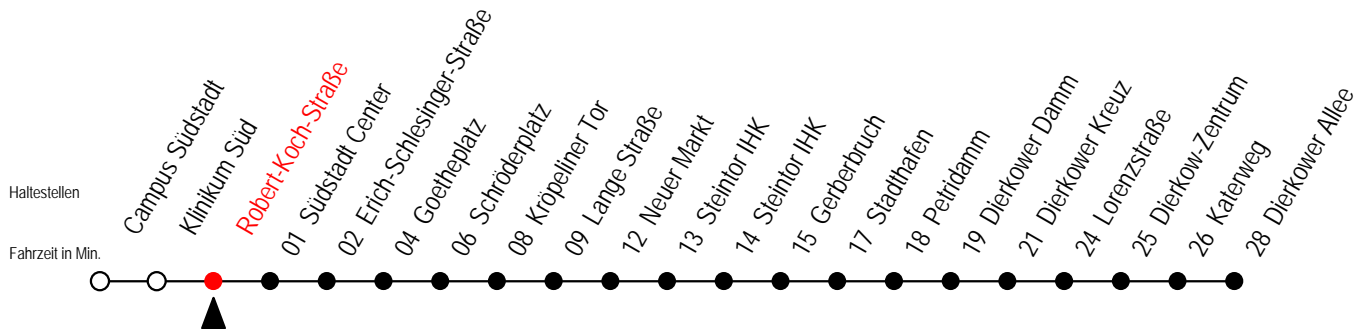 Haltestellen
Fahrzeit in Min.
Campus Südstadt
Klinikum Süd
Robert-Koch-Straße
01 Südstadt Center
02 Erich-Schlesinger-Straße
04 Goetheplatz
06 Schröderplatz
08 Kröpeliner Tor
09 Lange Straße
12 Neuer Markt
13 Steintor IHK
14 Steintor IHK
15 Gerberbruch
17 Stadthafen
18 Petridamm
19 Dierkower Damm
21 Dierkower Kreuz
24 Lorenzstraße
25 Dierkow-Zentrum
26 Katerweg
28 Dierkower Allee